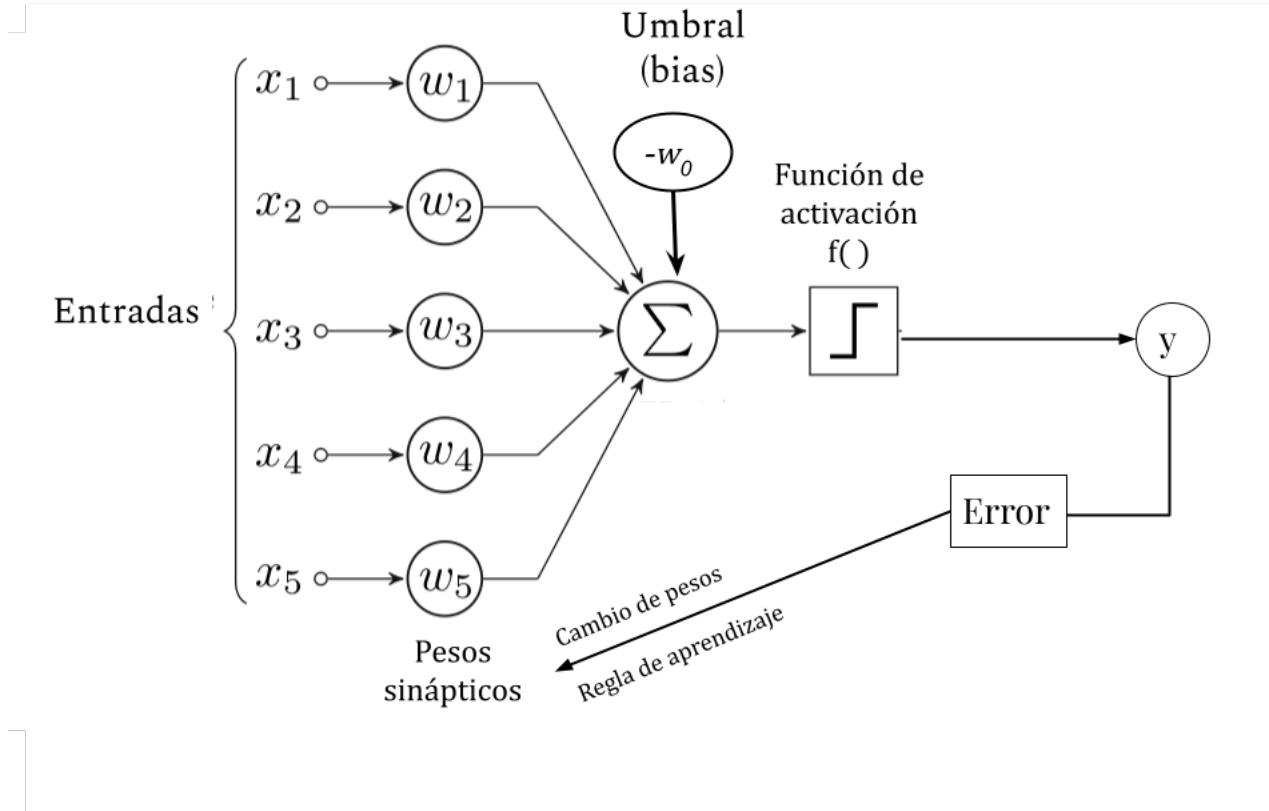 Umbral
(bias)
x₁ w₁
-w₀
Función de
activación
f( )
x₂ w₂
Entradas
x₃ w₃
Σ
y
x₄ w₄
Error
x₅ w₅
Cambio de pesos
Regla de aprendizaje
Pesos
sinápticos